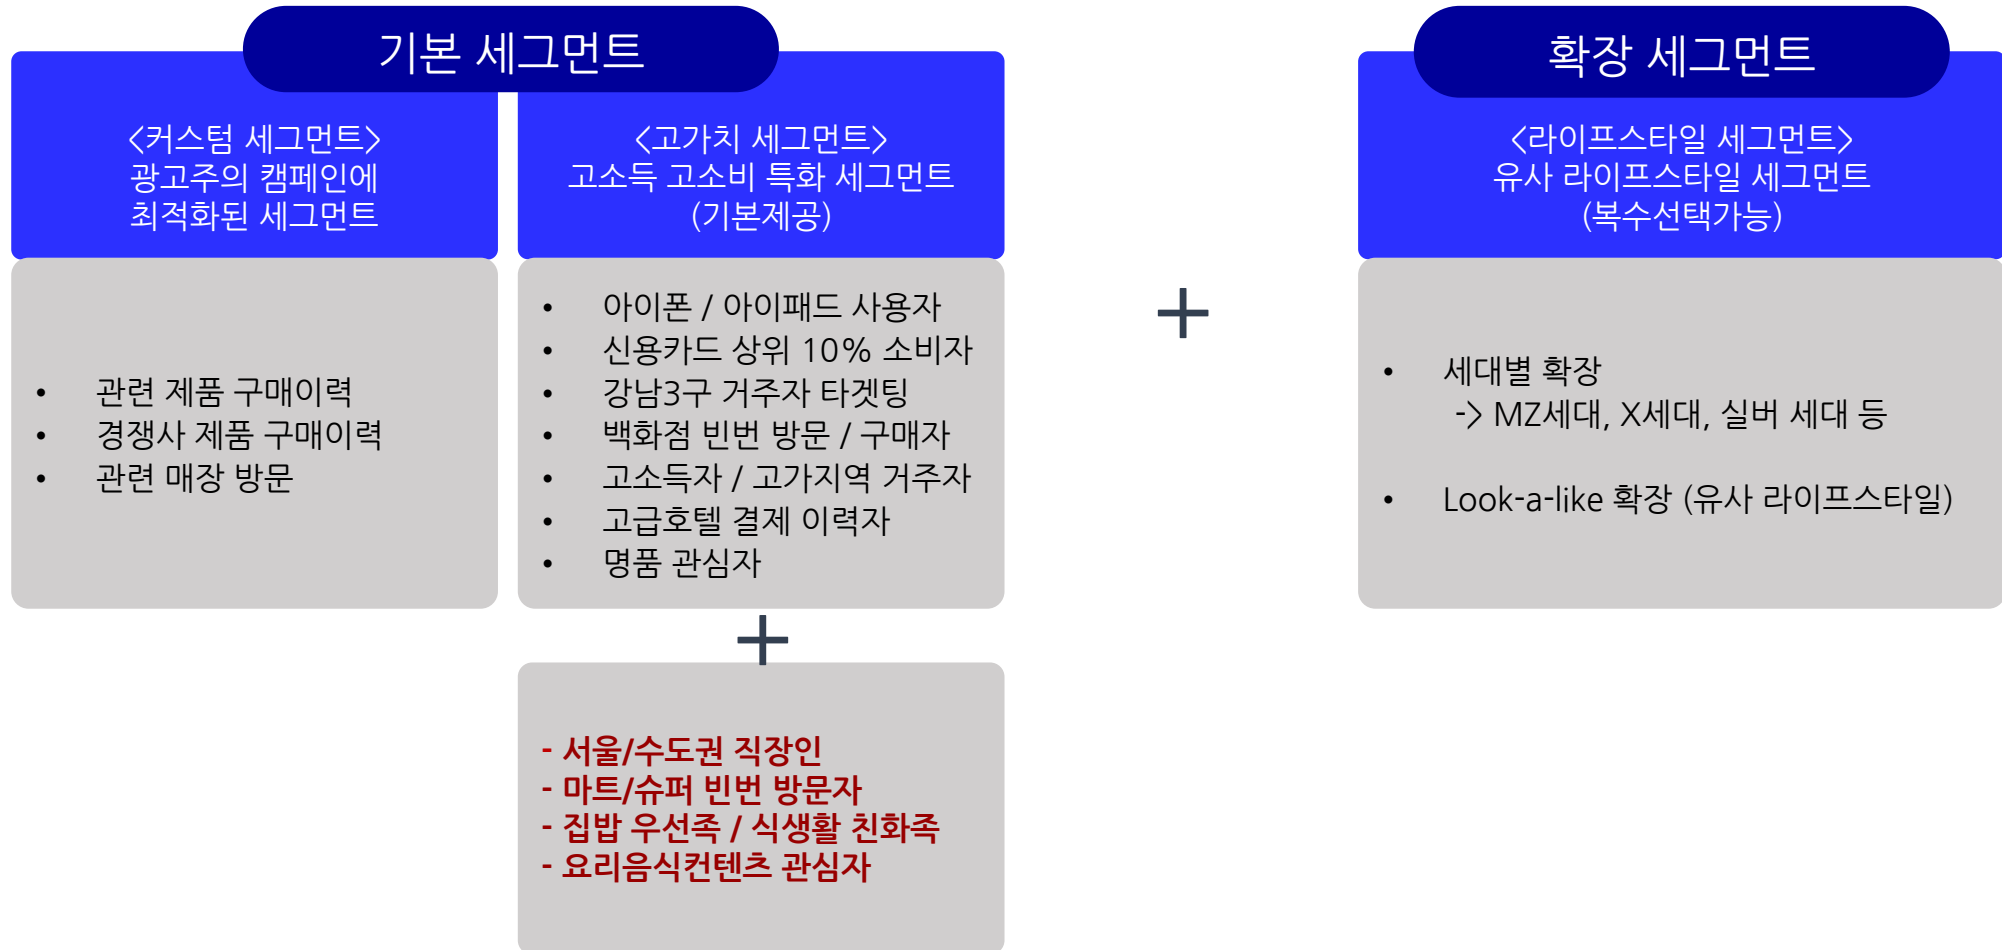 기본 세그먼트
<커스텀 세그먼트>
광고주의 캠페인에
최적화된 세그먼트
• 관련 제품 구매이력
• 경쟁사 제품 구매이력
• 관련 매장 방문
<고가치 세그먼트>
고소득 고소비 특화 세그먼트
(기본제공)
• 아이폰 / 아이패드 사용자
• 신용카드 상위 10% 소비자
• 강남3구 거주자 타겟팅
• 백화점 빈번 방문 / 구매자
• 고소득자 / 고가지역 거주자
• 고급호텔 결제 이력자
• 명품 관심자
+
- 서울/수도권 직장인
- 마트/슈퍼 빈번 방문자
- 집밥 우선족 / 식생활 친화족
- 요리음식컨텐츠 관심자
+
확장 세그먼트
<라이프스타일 세그먼트>
유사 라이프스타일 세그먼트
(복수선택가능)
• 세대별 확장
-> MZ세대, X세대, 실버 세대 등
• Look-a-like 확장 (유사 라이프스타일)